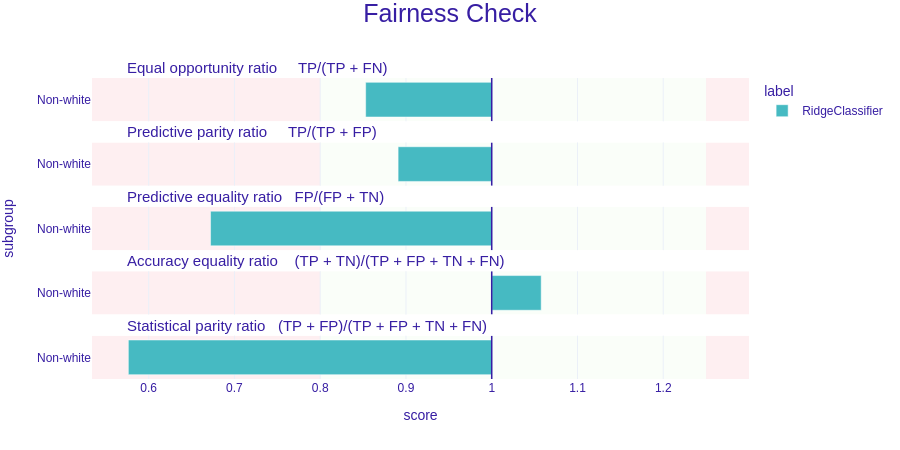 Fairness Check
Equal opportunity ratio     TP/(TP + FN)
Non-white
label
RidgeClassifier
Predictive parity ratio     TP/(TP + FP)
Non-white
Predictive equality ratio   FP/(FP + TN)
Non-white
subgroup
Accuracy equality ratio    (TP + TN)/(TP + FP + TN + FN)
Non-white
Statistical parity ratio   (TP + FP)/(TP + FP + TN + FN)
Non-white
0.6 0.7 0.8 0.9 1 1.1 1.2
score